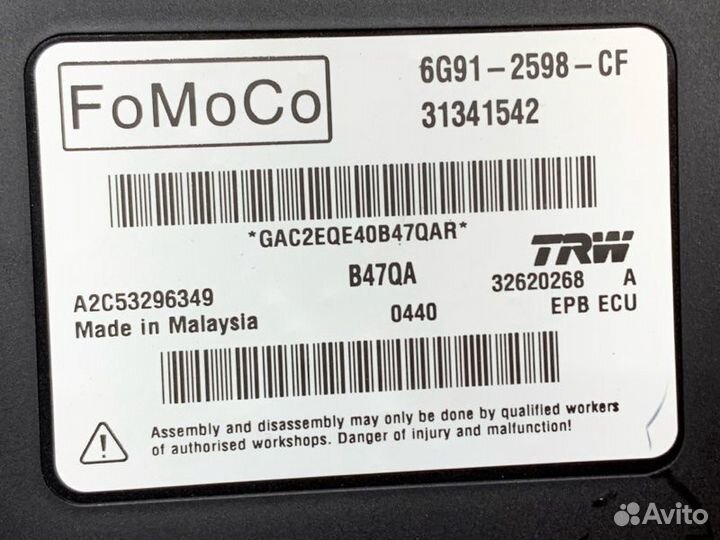 FoMoCo
6G91-2598-CF
31341542
*GAC2EQE40B47QAR*
TRW
B47QA
32620268 A
A2C53296349
0440
EPB ECU
Made in Malaysia
Assembly and disassembly may only be done by qualified workers
of authorised workshops. Danger of injury and malfunction!
Avito